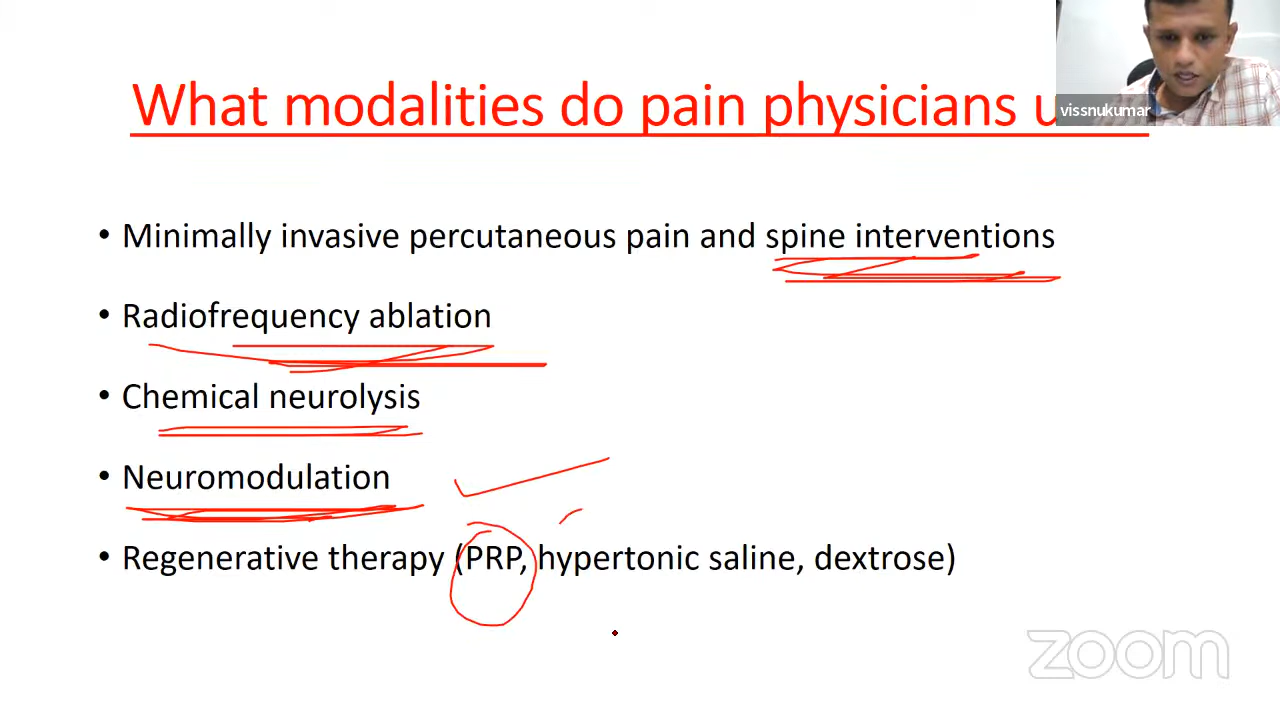 What modalities do pain physicians u
vissnukumar
• Minimally invasive percutaneous pain and spine interventions
• Radiofrequency ablation
• Chemical neurolysis
• Neuromodulation
• Regenerative therapy (PRP, hypertonic saline, dextrose)
zoom